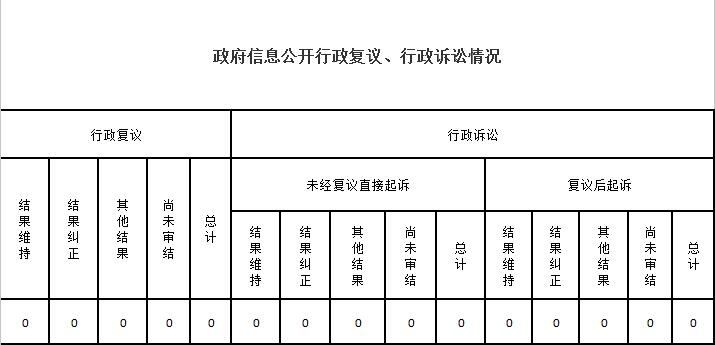 政府信息公开行政复议、行政诉讼情况
行政复议 行政诉讼
未经复议直接起诉 复议后起诉
结果维持 结果纠正 其他结果 尚未审结 总计 结果维持 结果纠正 其他结果 尚未审结 总计 结果维持 结果纠正 其他结果 尚未审结 总计
0 0 0 0 0 0 0 0 0 0 0 0 0 0 0